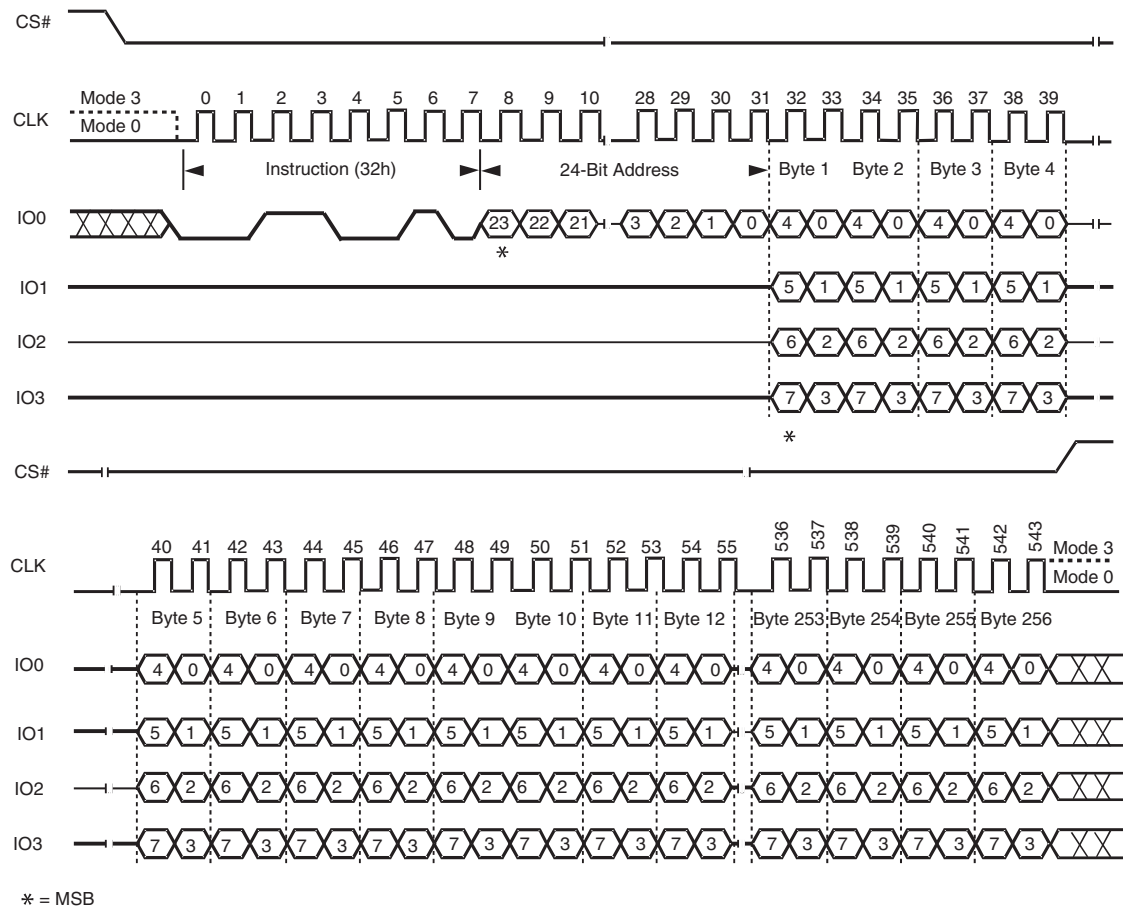 CS#
Mode 3
0 1 2 3 4 5 6 7 8 9 10 28 29 30 31 32 33 34 35 36 37 38 39
CLK
Mode 0
Instruction (32h) 24-Bit Address Byte 1 Byte 2 Byte 3 Byte 4
IO0 23 22 21 3 2 1 0 4 0 4 0 4 0 4 0
*
IO1 5 1 5 1 5 1 5 1
IO2 6 2 6 2 6 2 6 2
IO3 7 3 7 3 7 3 7 3
*
CS#
40 41 42 43 44 45 46 47 48 49 50 51 52 53 54 55 536 537 538 539 540 541 542 543
Mode 3
CLK
Mode 0
Byte 5 Byte 6 Byte 7 Byte 8 Byte 9 Byte 10 Byte 11 Byte 12 Byte 253 Byte 254 Byte 255 Byte 256
IO0 4 0 4 0 4 0 4 0 4 0 4 0 4 0 4 0 4 0 4 0 4 0 4 0
IO1 5 1 5 1 5 1 5 1 5 1 5 1 5 1 5 1 5 1 5 1 5 1 5 1
IO2 6 2 6 2 6 2 6 2 6 2 6 2 6 2 6 2 6 2 6 2 6 2 6 2
IO3 7 3 7 3 7 3 7 3 7 3 7 3 7 3 7 3 7 3 7 3 7 3 7 3
* = MSB